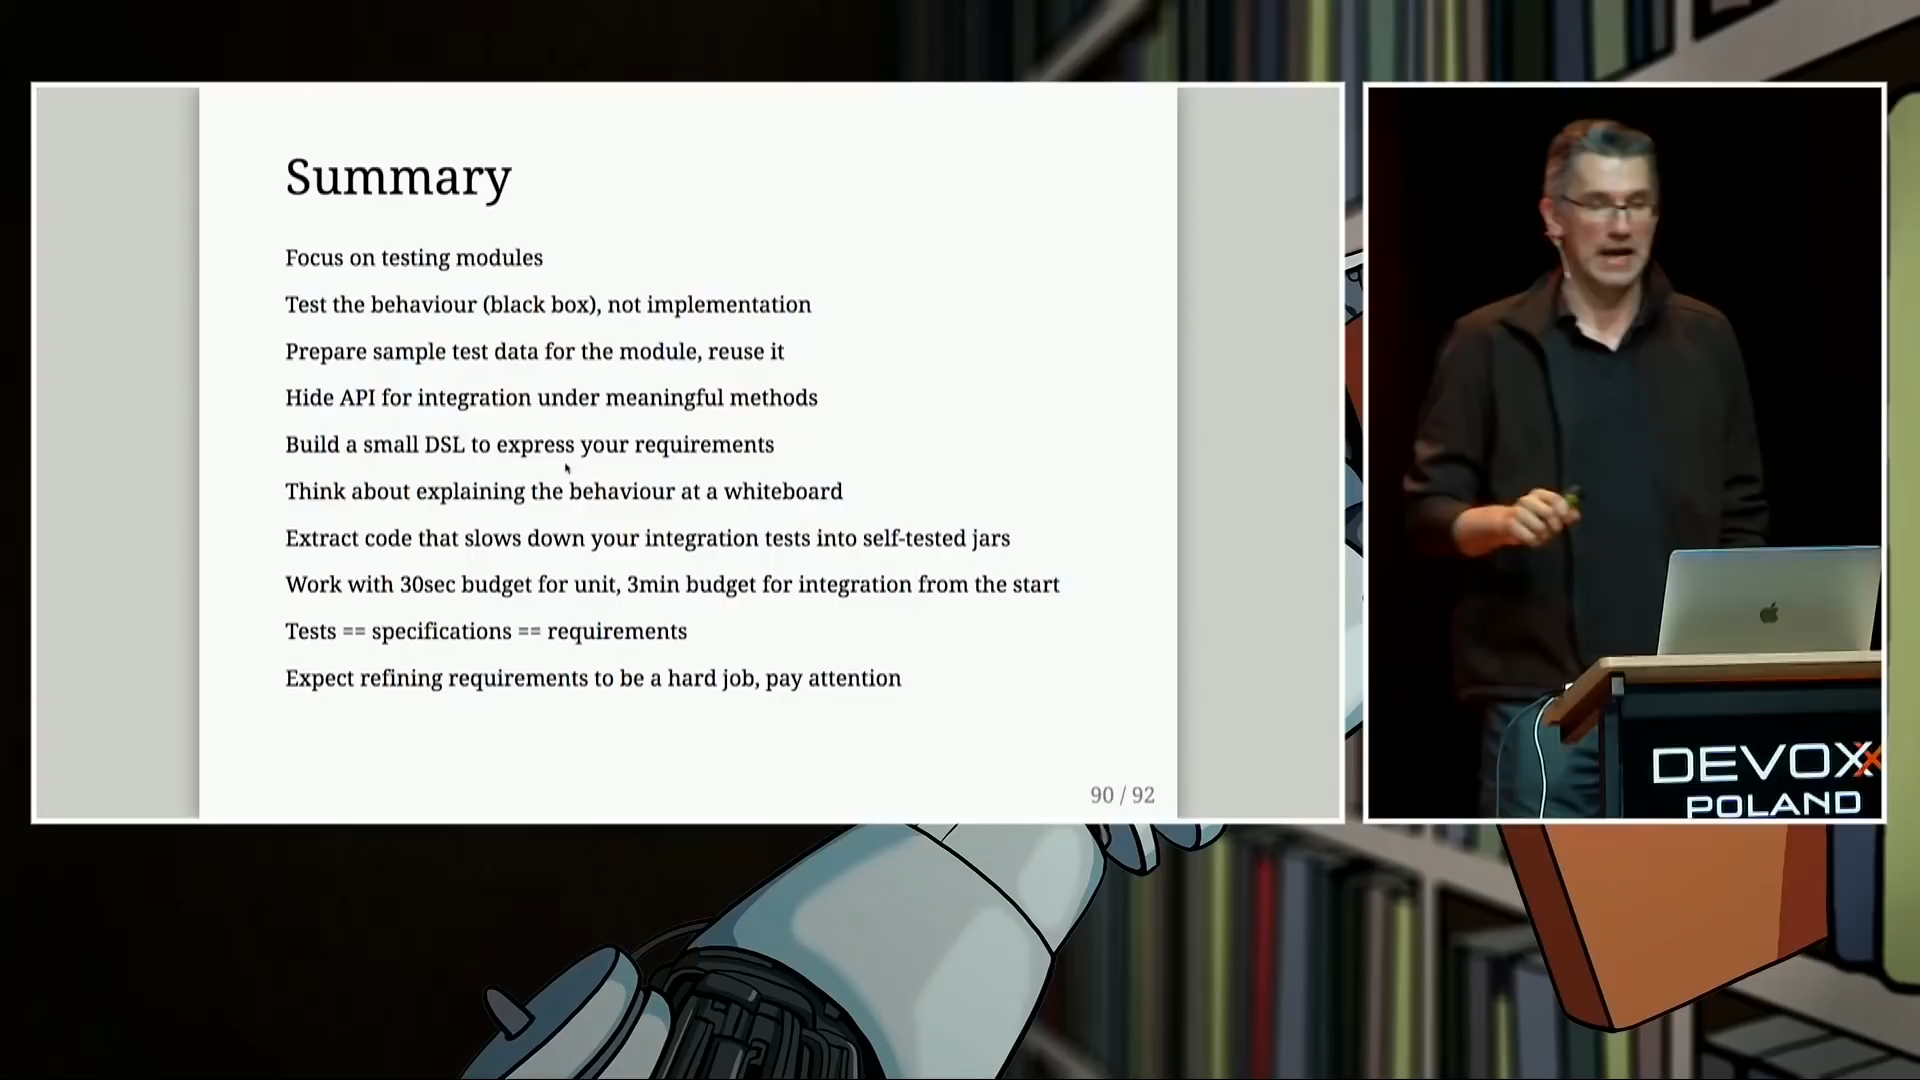 Summary
Focus on testing modules
Test the behaviour (black box), not implementation
Prepare sample test data for the module, reuse it
Hide API for integration under meaningful methods
Build a small DSL to express your requirements
Think about explaining the behaviour at a whiteboard
Extract code that slows down your integration tests into self-tested jars
Work with 30sec budget for unit, 3min budget for integration from the start
Tests == specifications == requirements
Expect refining requirements to be a hard job, pay attention
90 / 92
DEVOXX
POLAND